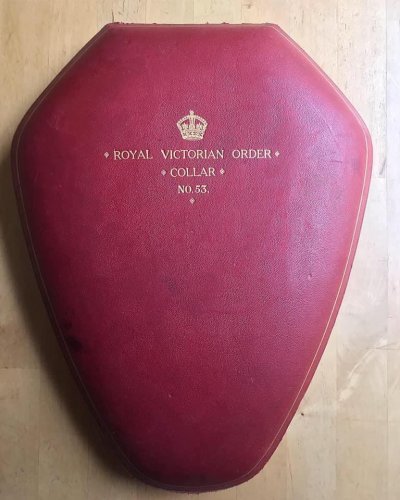 ROYAL VICTORIAN ORDER
COLLAR
NO. 53.